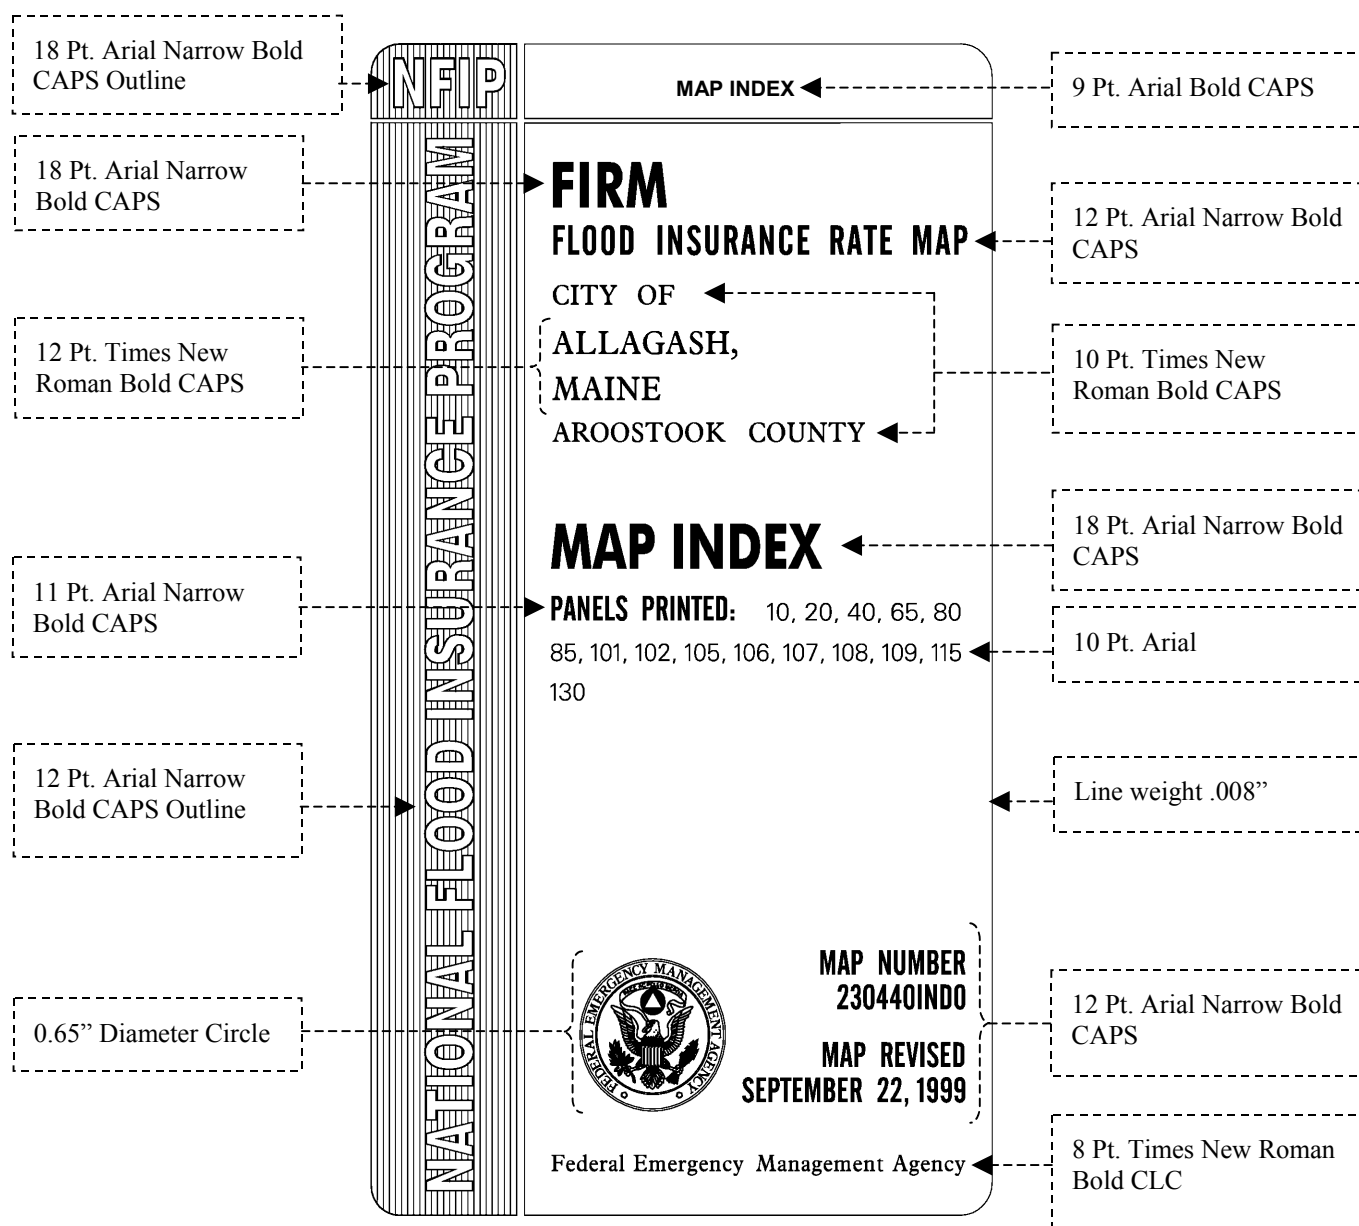 18 Pt. Arial Narrow Bold
CAPS Outline
18 Pt. Arial Narrow
Bold CAPS
12 Pt. Times New
Roman Bold CAPS
11 Pt. Arial Narrow
Bold CAPS
12 Pt. Arial Narrow
Bold CAPS Outline
0.65” Diameter Circle
NFIP
NATIONAL FLOOD INSURANCE PROGRAM
MAP INDEX
FIRM
FLOOD INSURANCE RATE MAP
CITY OF
ALLAGASH,
MAINE
AROOSTOOK COUNTY
MAP INDEX
PANELS PRINTED: 10, 20, 40, 65, 80
85, 101, 102, 105, 106, 107, 108, 109, 115
130
FEDERAL EMERGENCY MANAGEMENT AGENCY
MAP NUMBER
230440IND0
MAP REVISED
SEPTEMBER 22, 1999
Federal Emergency Management Agency
9 Pt. Arial Bold CAPS
12 Pt. Arial Narrow Bold
CAPS
10 Pt. Times New
Roman Bold CAPS
18 Pt. Arial Narrow Bold
CAPS
10 Pt. Arial
Line weight .008”
12 Pt. Arial Narrow Bold
CAPS
8 Pt. Times New Roman
Bold CLC